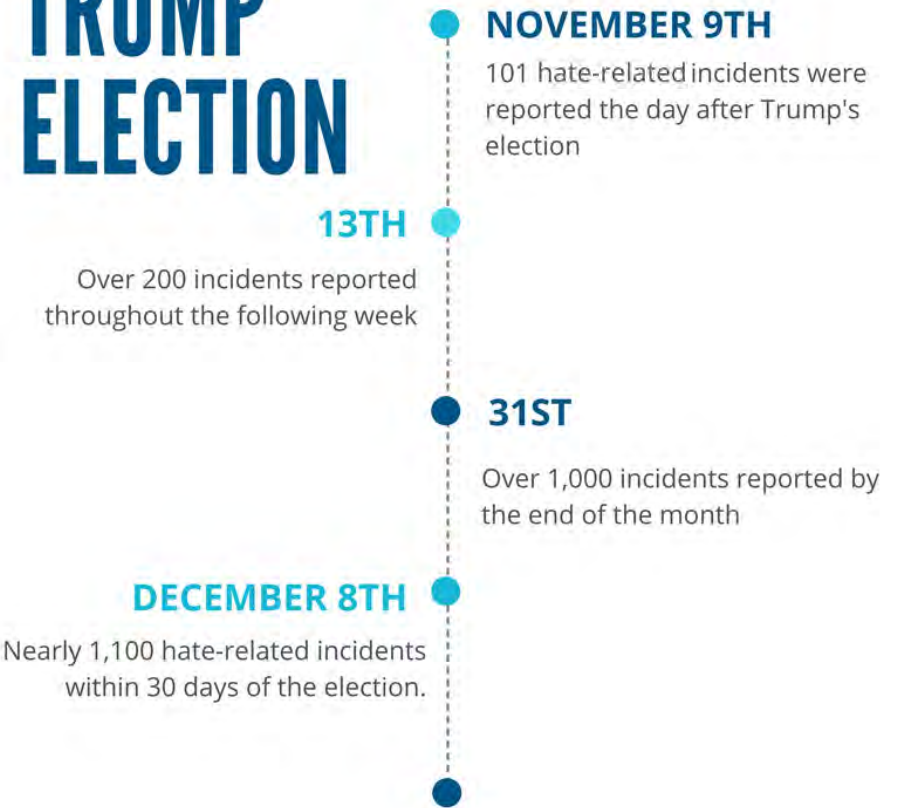 TRUMP
ELECTION
NOVEMBER 9TH
101 hate-related incidents were
reported the day after Trump's
election
13TH
Over 200 incidents reported
throughout the following week
31ST
Over 1,000 incidents reported by
the end of the month
DECEMBER 8TH
Nearly 1,100 hate-related incidents
within 30 days of the election.